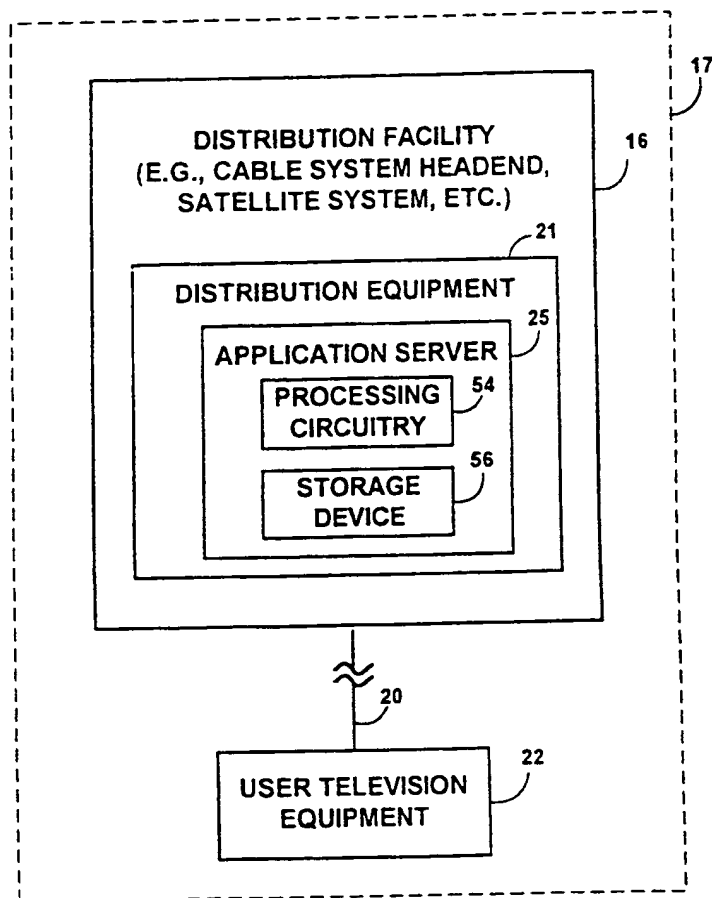 17
DISTRIBUTION FACILITY
(E.G., CABLE SYSTEM HEADEND,
SATELLITE SYSTEM, ETC.)
16
21
DISTRIBUTION EQUIPMENT
25
APPLICATION SERVER
PROCESSING
CIRCUITRY
54
STORAGE
DEVICE
56
20
USER TELEVISION
EQUIPMENT
22